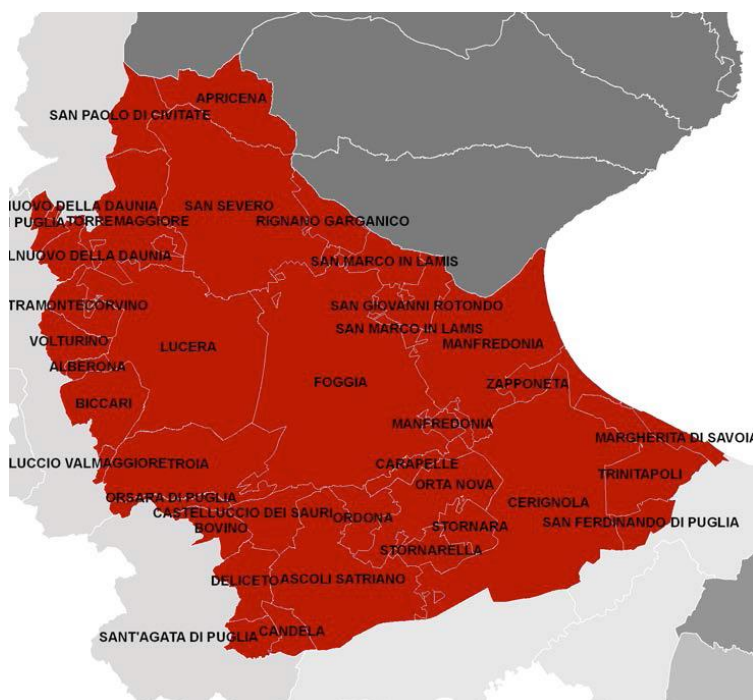 APRICENA
SAN PAOLO DI CIVITATE
NUOVO DELLA DAUNIA
SAN SEVERO
I PUGLIA
TORREMAGGIORE
RIGNANO GARGANICO
LNUOVO DELLA DAUNIA
SAN MARCO IN LAMIS
TRAMONTECORVINO
SAN GIOVANNI ROTONDO
SAN MARCO IN LAMIS
VOLTURINO
LUCERA
MANFREDONIA
ALBERONA
FOGGIA
ZAPPONETA
BICCARI
MANFREDONIA
MARGHERITA DI SAVOIA
LUCCIO VALMAGGIORE
TROIA
CARAPELLE
TRINITAPOLI
ORTA NOVA
ORSARA DI PUGLIA
CERIGNOLA
CASTELLUCCIO DEI SAURI
ORDONA
SAN FERDINANDO DI PUGLIA
BOVINO
STORNARA
STORNARELLA
DELICETO
ASCOLI SATRIANO
SANT'AGATA DI PUGLIA
CANDELA